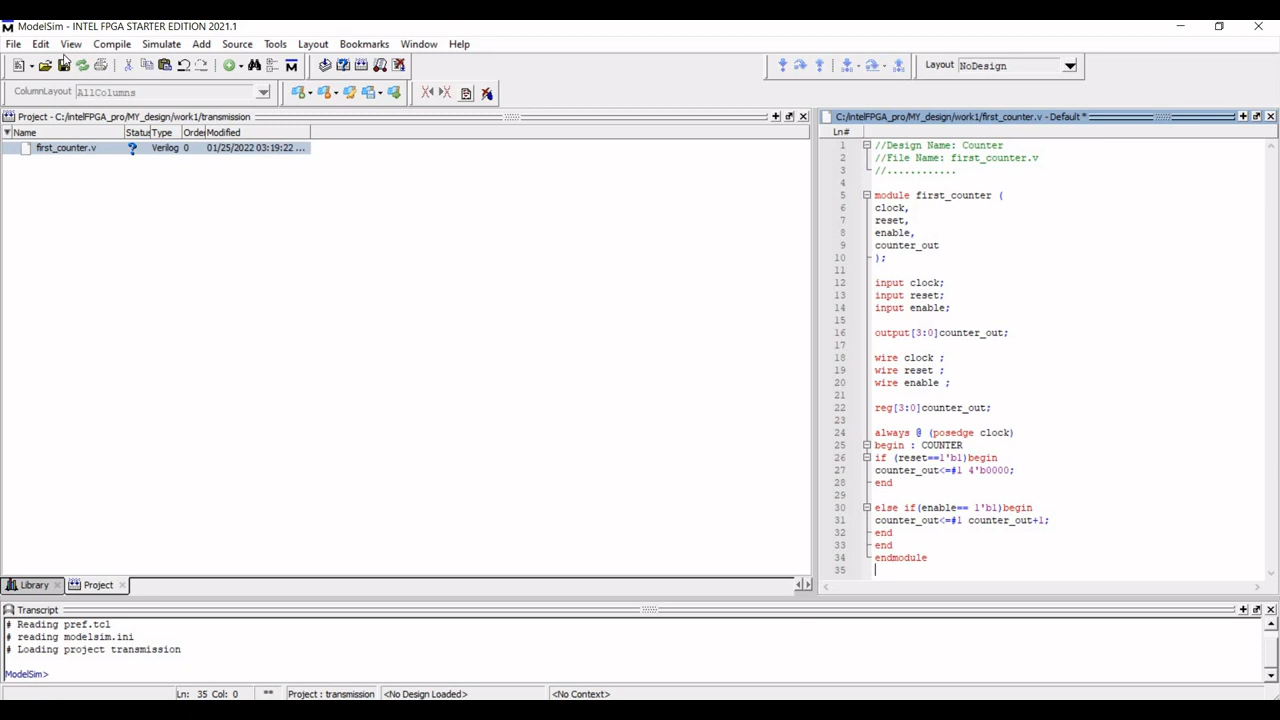 ModelSim - INTEL FPGA STARTER EDITION 2021.1
File Edit View Compile Simulate Add Source Tools Layout Bookmarks Window Help
Layout NoDesign
ColumnLayout AllColumns
Project - C:/intelFPGA_pro/MY_design/work1/transmission
Name Status Type Orde Modified
first_counter.v ? Verilog 0 01/25/2022 03:19:22 ...
Library Project
C:/intelFPGA_pro/MY_design/work1/first_counter.v - Default *
Ln#
1 //Design Name: Counter
2 //File Name: first_counter.v
3 //............
4
5 module first_counter (
6 clock,
7 reset,
8 enable,
9 counter_out
10 );
11
12 input clock;
13 input reset;
14 input enable;
15
16 output[3:0]counter_out;
17
18 wire clock ;
19 wire reset ;
20 wire enable ;
21
22 reg[3:0]counter_out;
23
24 always @ (posedge clock)
25 begin : COUNTER
26 if (reset==1'b1)begin
27 counter_out<=#1 4'b0000;
28 end
29
30 else if(enable== 1'b1)begin
31 counter_out<=#1 counter_out+1;
32 end
33 end
34 endmodule
35
Transcript
# Reading pref.tcl
# reading modelsim.ini
# Loading project transmission
ModelSim>
Ln: 35 Col: 0 ** Project : transmission <No Design Loaded> <No Context>